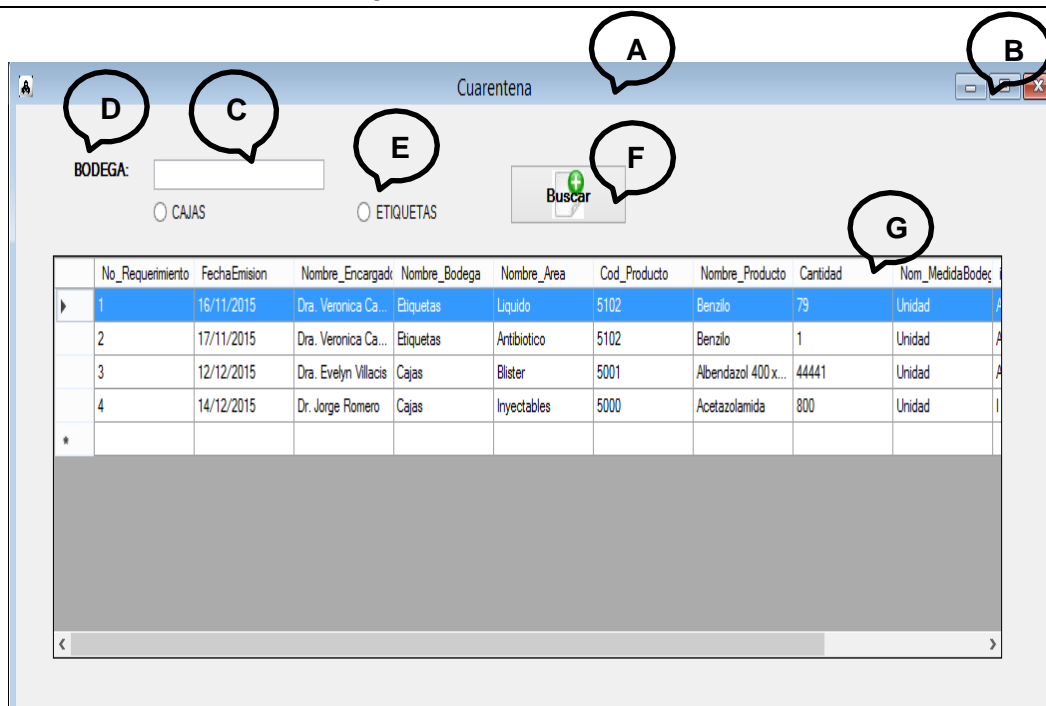 A B
Cuarentena
D C E F
BODEGA:
Buscar
CAJAS ETIQUETAS
G
No_Requerimiento FechaEmision Nombre_Encargado Nombre_Bodega Nombre_Area Cod_Producto Nombre_Producto Cantidad Nom_MedidaBodeg
1 16/11/2015 Dra. Veronica Ca... Etiquetas Liquido 5102 Benzilo 79 Unidad A
2 17/11/2015 Dra. Veronica Ca... Etiquetas Antibiotico 5102 Benzilo 1 Unidad A
3 12/12/2015 Dra. Evelyn Villacis Cajas Blister 5001 Albendazol 400 x... 44441 Unidad A
4 14/12/2015 Dr. Jorge Romero Cajas Inyectables 5000 Acetazolamida 800 Unidad I